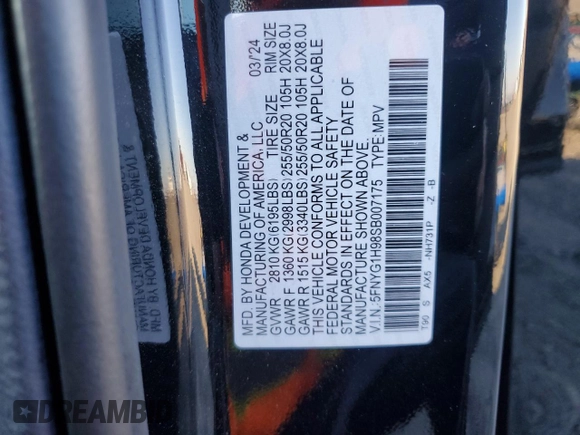 MFD. BY HONDA DEVELOPMENT &
MANUFACTURING OF AMERICA, LLC 03/24
GVWR 2810 KG(6195LBS) TIRE SIZE RIM SIZE
GAWR F 1360 KG(2998LBS) 255/50R20 105H 20X8.0J
GAWR R 1515 KG(3340LBS) 255/50R20 105H 20X8.0J
THIS VEHICLE CONFORMS TO ALL APPLICABLE
FEDERAL MOTOR VEHICLE SAFETY
STANDARDS IN EFFECT ON THE DATE OF
MANUFACTURE SHOWN ABOVE.
V.I.N.: 5FNYG1H98SB007175 TYPE:MPV
T90 S AX5 -NH731P -Z -B
DREAMBID